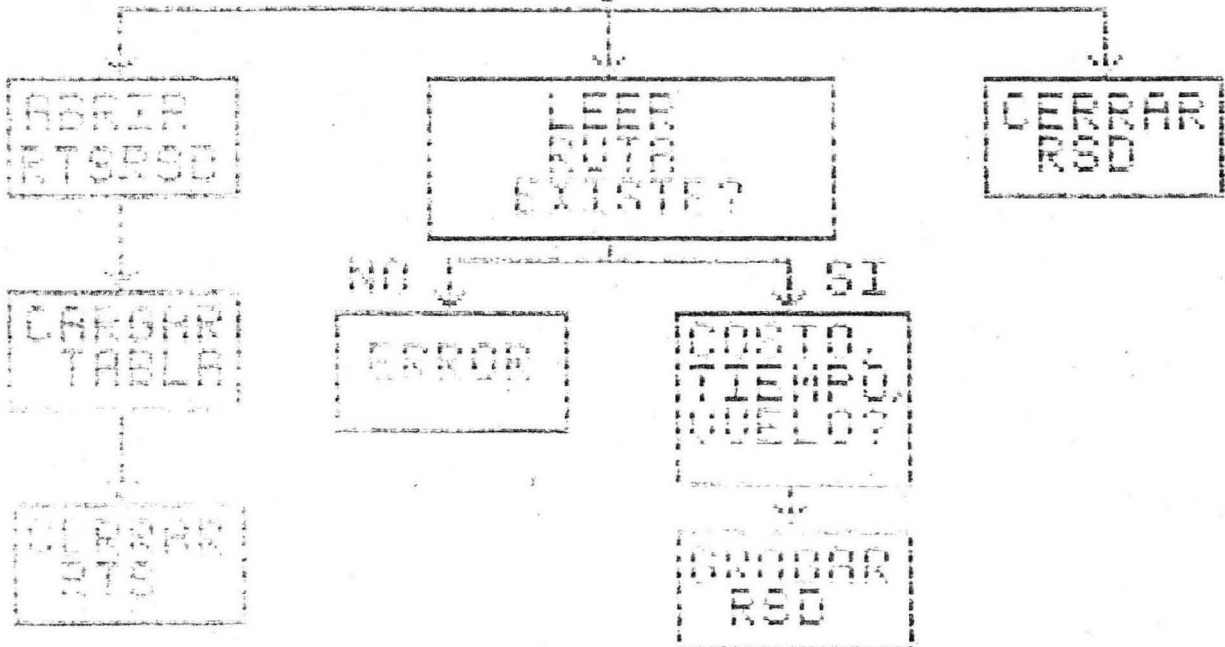 ABRIR
RTSRSD
LEER
RUTA
EXISTE?
CERRAR
RSD
NO
SI
CARGAR
TABLA
ERROR
COSTO,
TIEMPO,
VUELO?
CERRAR
RTS
GRABAR
RSD